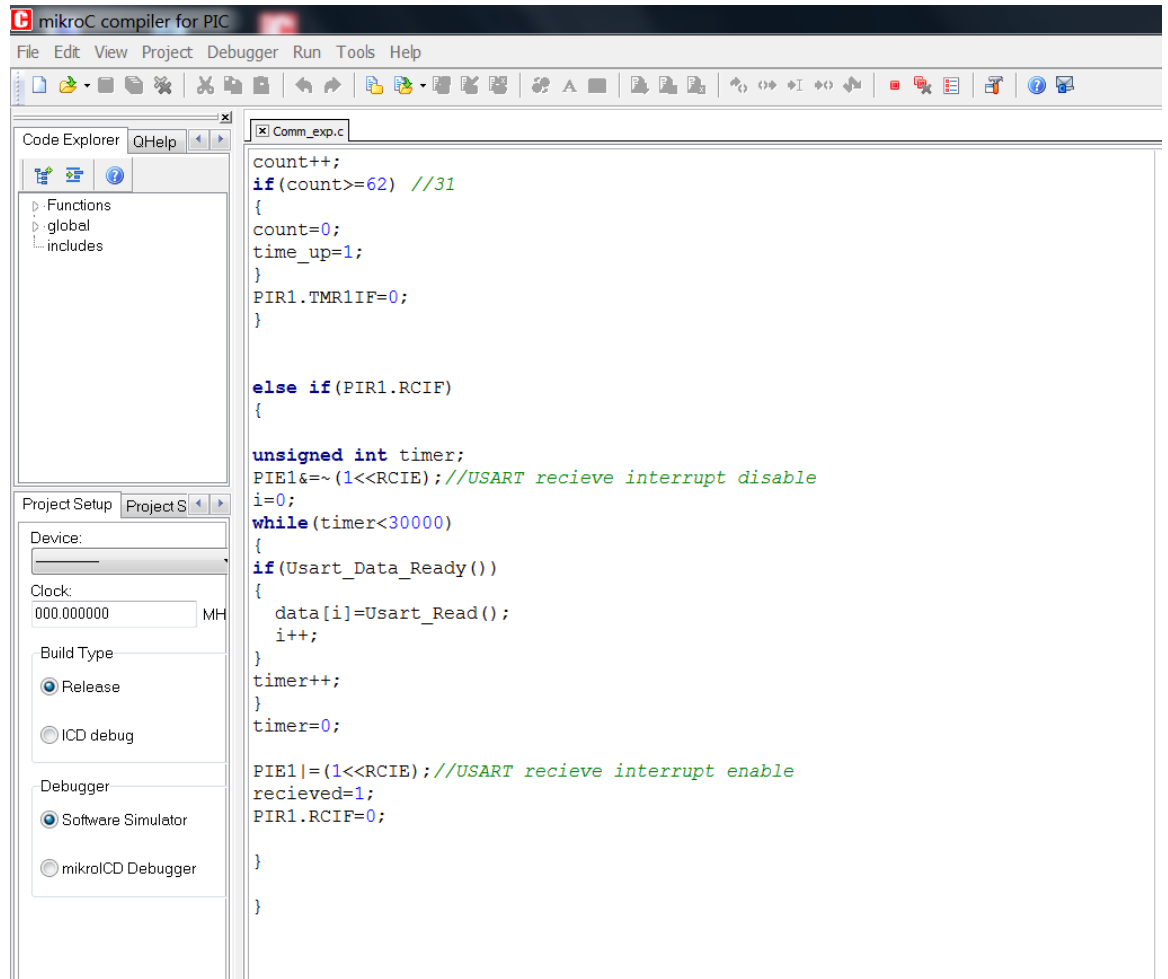 mikroC compiler for PIC
File Edit View Project Debugger Run Tools Help
Code Explorer QHelp
Functions
global
includes
Project Setup Project S
Device:
Clock:
000.000000 MH
Build Type
Release
ICD debug
Debugger
Software Simulator
mikroICD Debugger
Comm_exp.c
count++;
if(count>=62) //31
{
count=0;
time_up=1;
}
PIR1.TMR1IF=0;
}
else if(PIR1.RCIF)
{
unsigned int timer;
PIE1&=~(1<<RCIE);//USART recieve interrupt disable
i=0;
while(timer<30000)
{
if(Usart_Data_Ready())
{
data[i]=Usart_Read();
i++;
}
timer++;
}
timer=0;
PIE1|=(1<<RCIE);//USART recieve interrupt enable
recieved=1;
PIR1.RCIF=0;
}
}